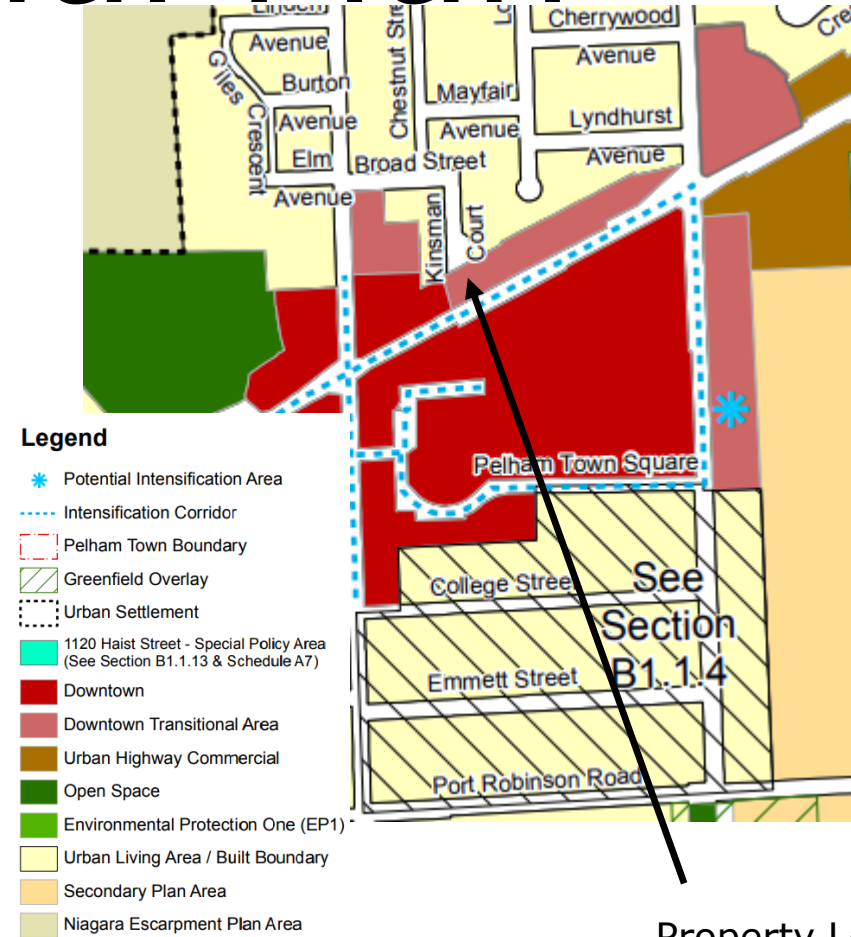 Cherrywood
Avenue
Avenue
Giles
Crescent
Burton
Avenue
Elm
Avenue
Chestnut Stre
Mayfair
Avenue
Lyndhurst
Avenue
Broad Street
Kinsman
Court
Cre
Pelham Town Square
College Street
Emmett Street
Port Robinson Road
See
Section
B1.1.4
Legend
Potential Intensification Area
Intensification Corridor
Pelham Town Boundary
Greenfield Overlay
Urban Settlement
1120 Haist Street - Special Policy Area
(See Section B1.1.13 & Schedule A7)
Downtown
Downtown Transitional Area
Urban Highway Commercial
Open Space
Environmental Protection One (EP1)
Urban Living Area / Built Boundary
Secondary Plan Area
Niagara Escarpment Plan Area
Property L